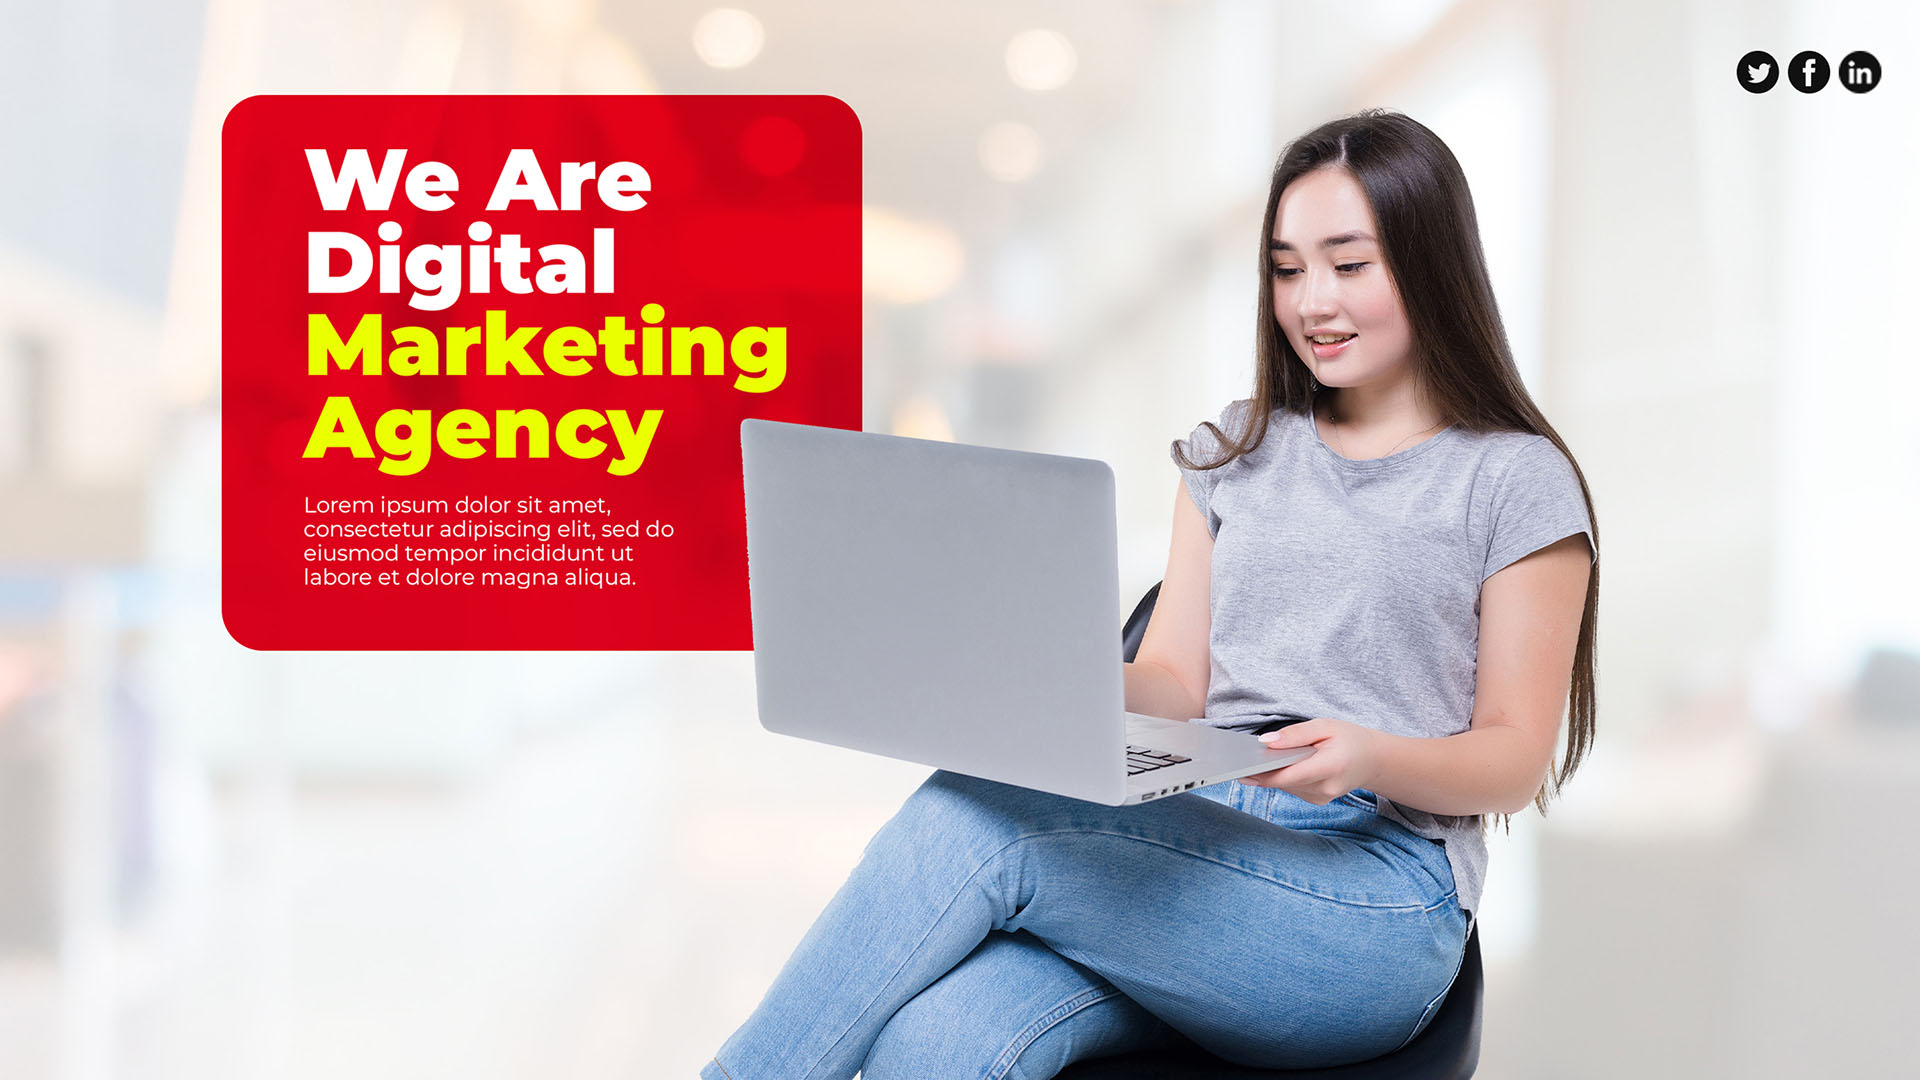 We Are
Digital
Marketing
Agency
Lorem ipsum dolor sit amet,
consectetur adipiscing elit, sed do
eiusmod tempor incididunt ut
labore et dolore magna aliqua.